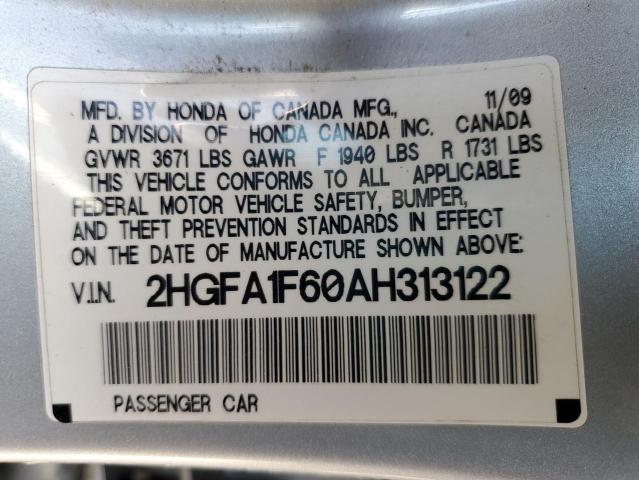 MFD. BY HONDA OF CANADA MFG., 11/09
A DIVISION OF HONDA CANADA INC. CANADA
GVWR 3671 LBS GAWR F 1940 LBS R 1731 LBS
THIS VEHICLE CONFORMS TO ALL APPLICABLE
FEDERAL MOTOR VEHICLE SAFETY, BUMPER,
AND THEFT PREVENTION STANDARDS IN EFFECT
ON THE DATE OF MANUFACTURE SHOWN ABOVE:
V.I.N. 2HGFA1F60AH313122
PASSENGER CAR